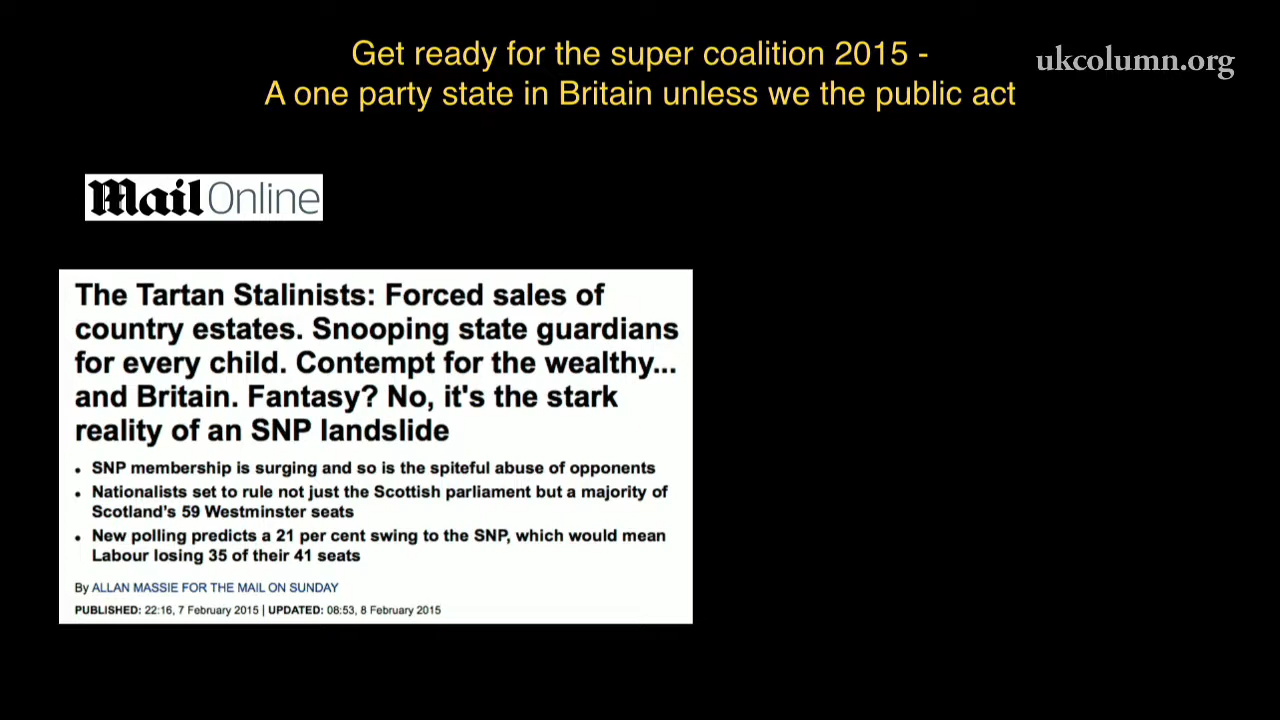 Get ready for the super coalition 2015 -
A one party state in Britain unless we the public act
ukcolumn.org
Mail Online
The Tartan Stalinists: Forced sales of
country estates. Snooping state guardians
for every child. Contempt for the wealthy...
and Britain. Fantasy? No, it's the stark
reality of an SNP landslide
• SNP membership is surging and so is the spiteful abuse of opponents
• Nationalists set to rule not just the Scottish parliament but a majority of
Scotland's 59 Westminster seats
• New polling predicts a 21 per cent swing to the SNP, which would mean
Labour losing 35 of their 41 seats
By ALLAN MASSIE FOR THE MAIL ON SUNDAY
PUBLISHED: 22:16, 7 February 2015 | UPDATED: 08:53, 8 February 2015